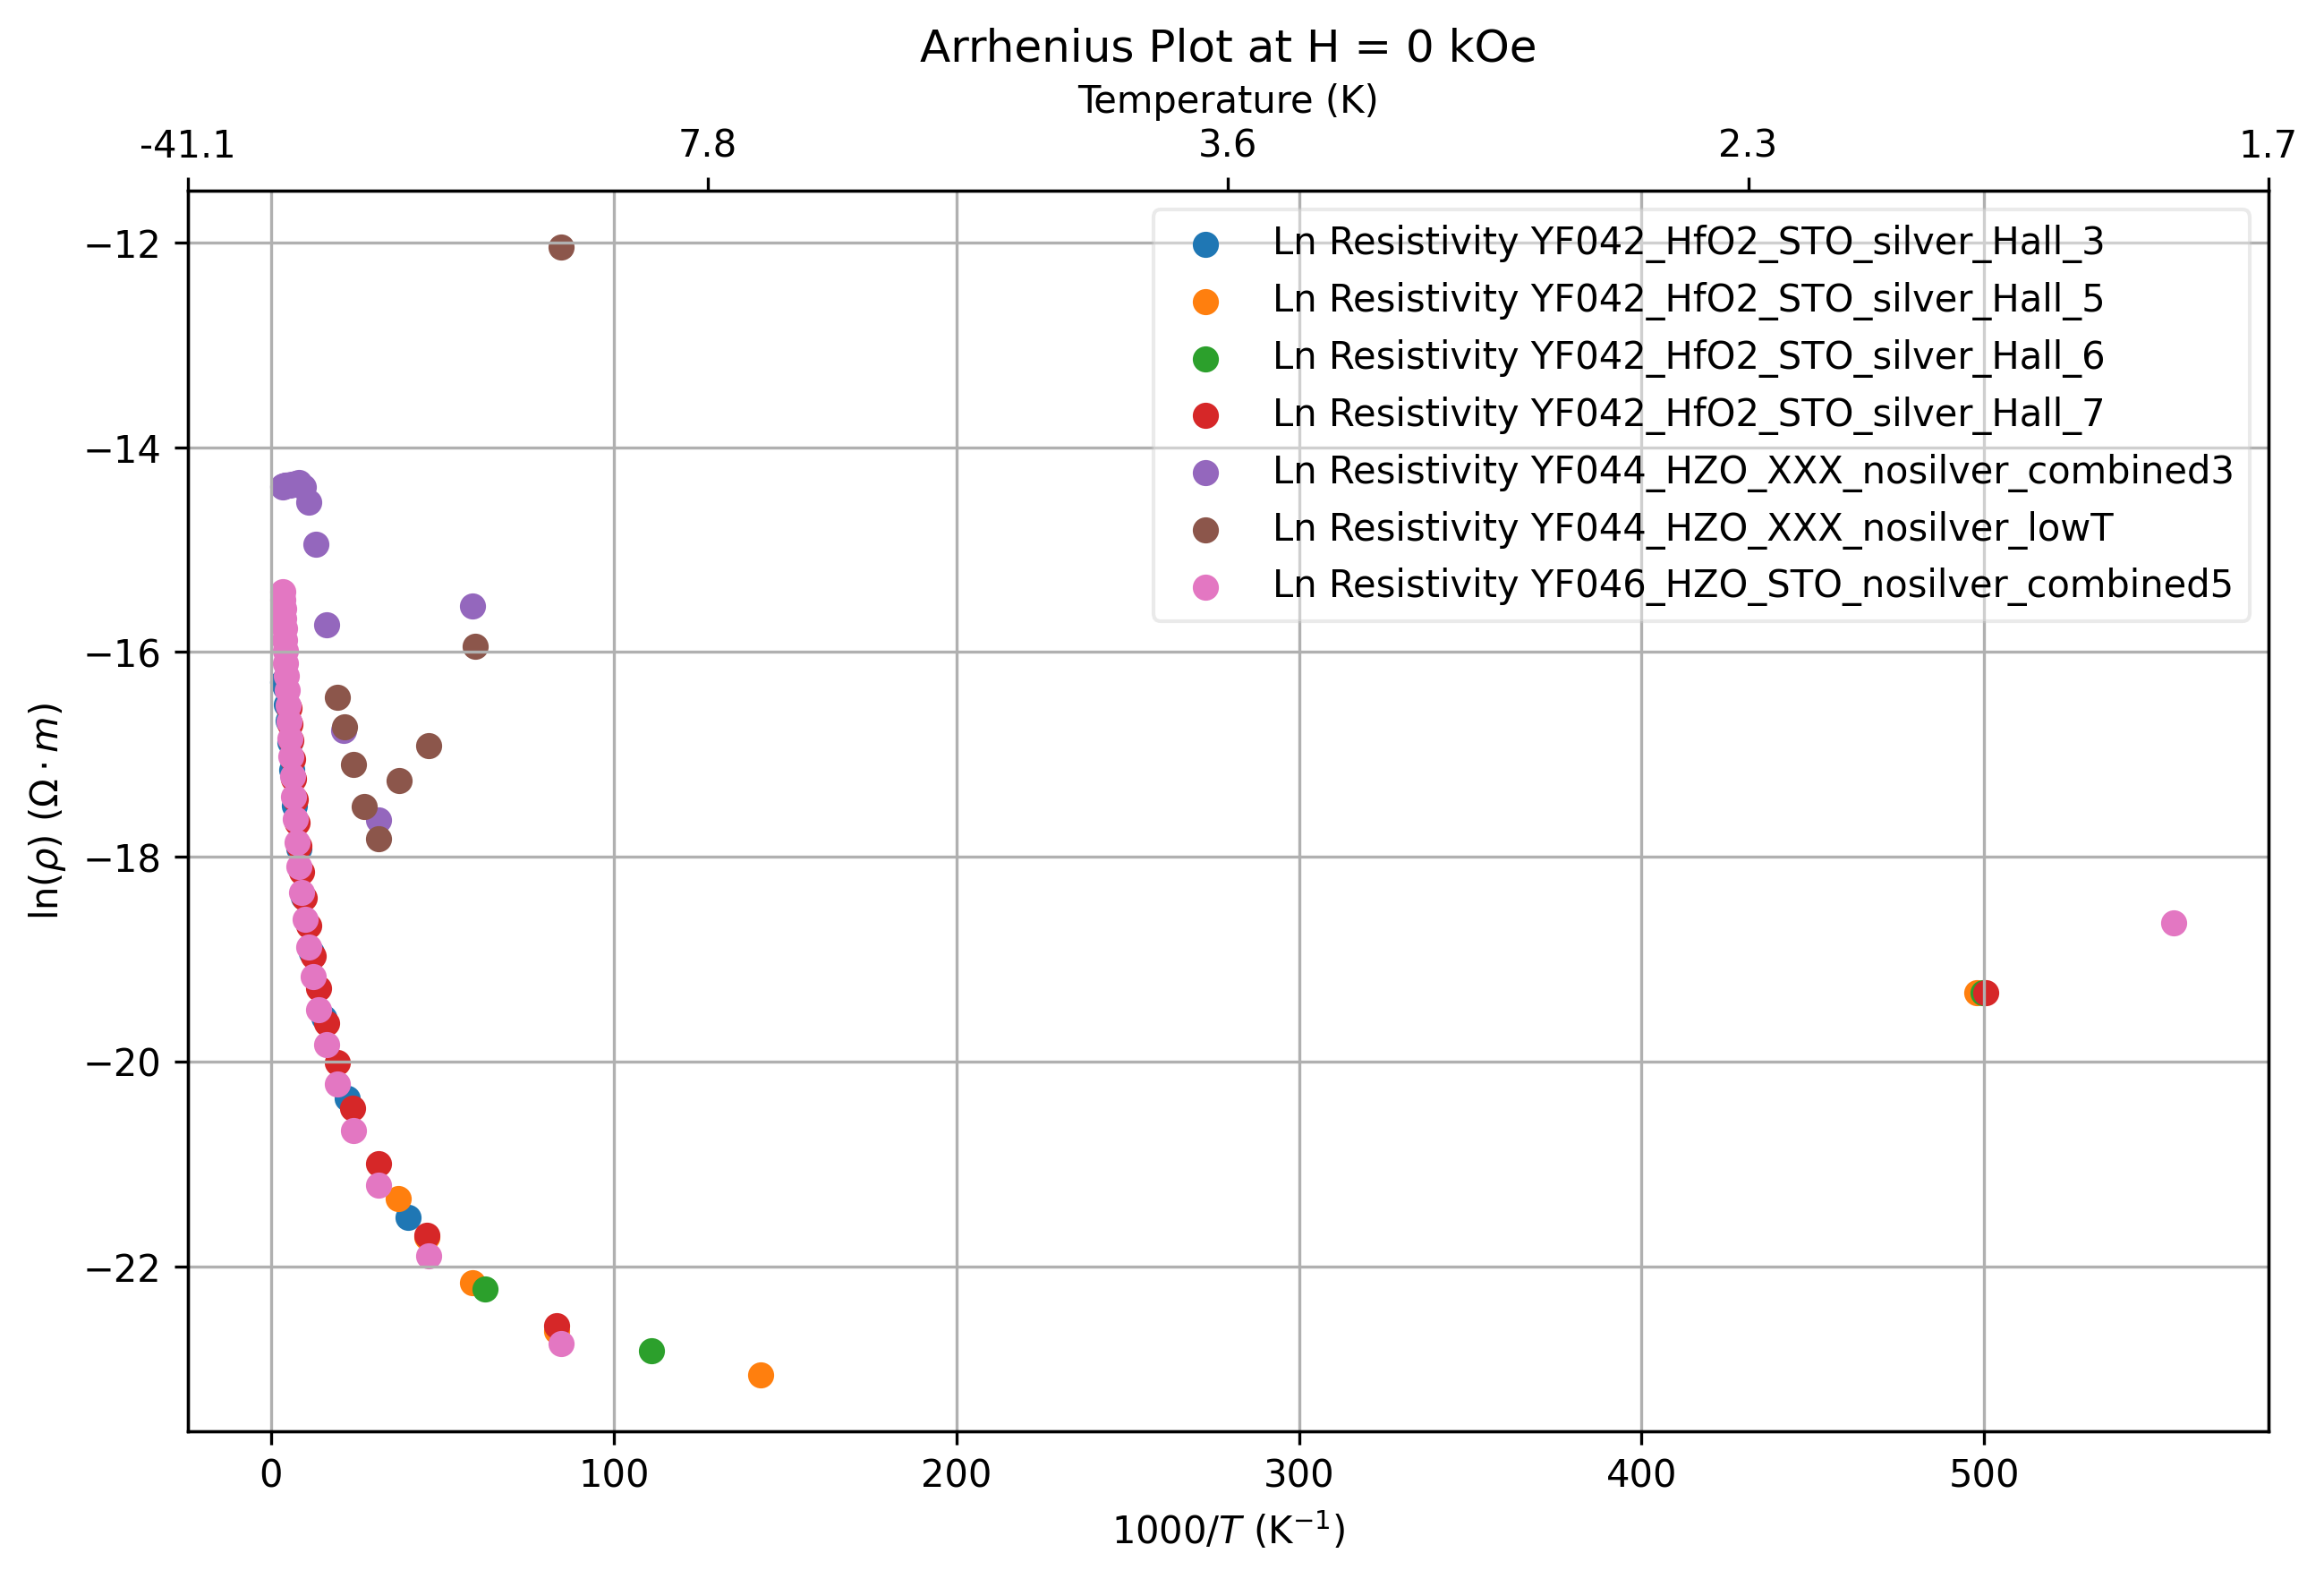 Arrhenius Plot at H = 0 kOe
Temperature (K)
-41.1 7.8 3.6 2.3 1.7
−12
−14
−16
−18
−20
−22
ln(ρ) (Ω · m)
Ln Resistivity YF042_HfO2_STO_silver_Hall_3
Ln Resistivity YF042_HfO2_STO_silver_Hall_5
Ln Resistivity YF042_HfO2_STO_silver_Hall_6
Ln Resistivity YF042_HfO2_STO_silver_Hall_7
Ln Resistivity YF044_HZO_XXX_nosilver_combined3
Ln Resistivity YF044_HZO_XXX_nosilver_lowT
Ln Resistivity YF046_HZO_STO_nosilver_combined5
0 100 200 300 400 500
1000/T (K⁻¹)